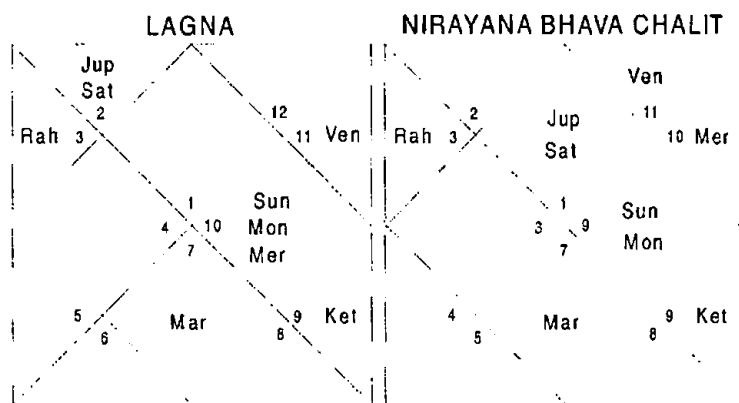 LAGNA
Jup
Sat
2
Rah 3
12
11 Ven
1
4 10
7
Sun
Mon
Mer
5
6
Mar
9 Ket
8
NIRAYANA BHAVA CHALIT
Ven
2
Rah 3
Jup
Sat
11
10 Mer
1
3 9
7
Sun
Mon
4
5
Mar
9 Ket
8